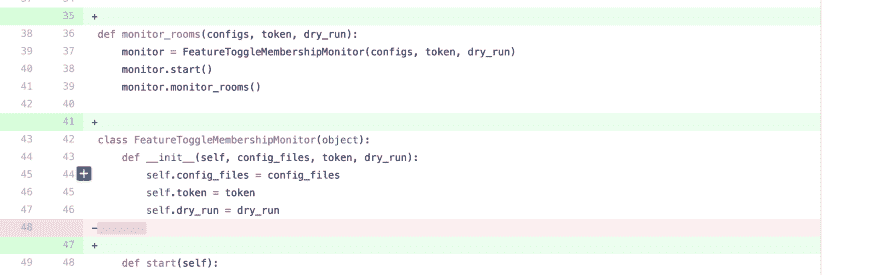 35 +
38 36 def monitor_rooms(configs, token, dry_run):
39 37 monitor = FeatureToggleMembershipMonitor(configs, token, dry_run)
40 38 monitor.start()
41 39 monitor.monitor_rooms()
42 40
41 +
43 42 class FeatureToggleMembershipMonitor(object):
44 43 def __init__(self, config_files, token, dry_run):
45 44 + self.config_files = config_files
46 45 self.token = token
47 46 self.dry_run = dry_run
48 -
47 +
49 48 def start(self):